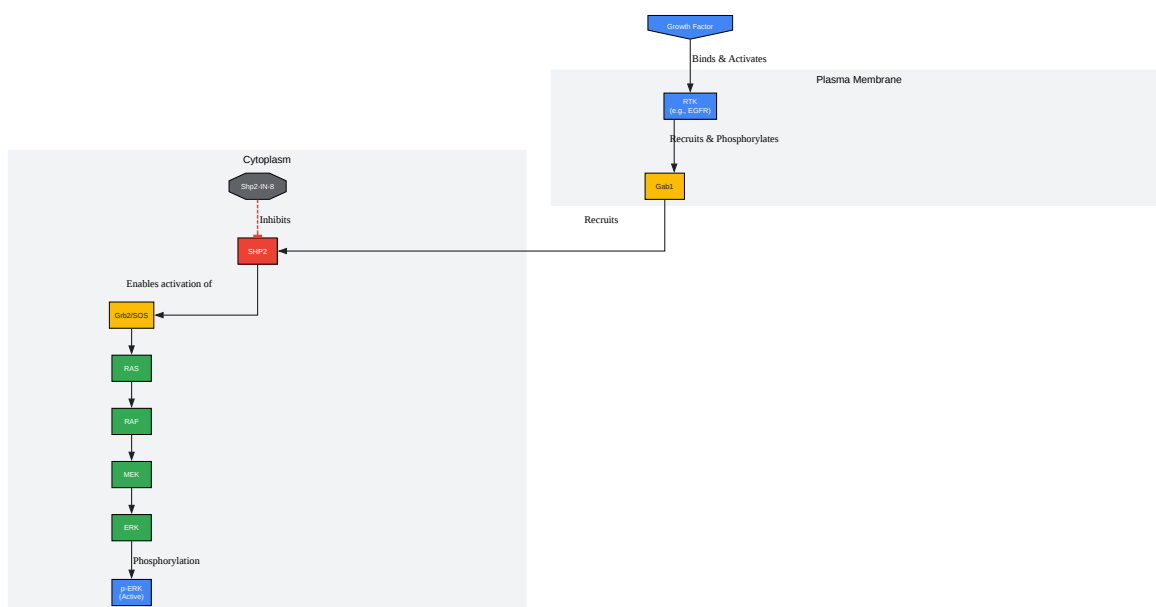 Growth Factor
Binds & Activates
Plasma Membrane
RTK
(e.g., EGFR)
Recruits & Phosphorylates
Cytoplasm
Shp2-IN-8
Gab1
Inhibits
Recruits
SHP2
Enables activation of
Grb2/SOS
RAS
RAF
MEK
ERK
Phosphorylation
p-ERK
(Active)